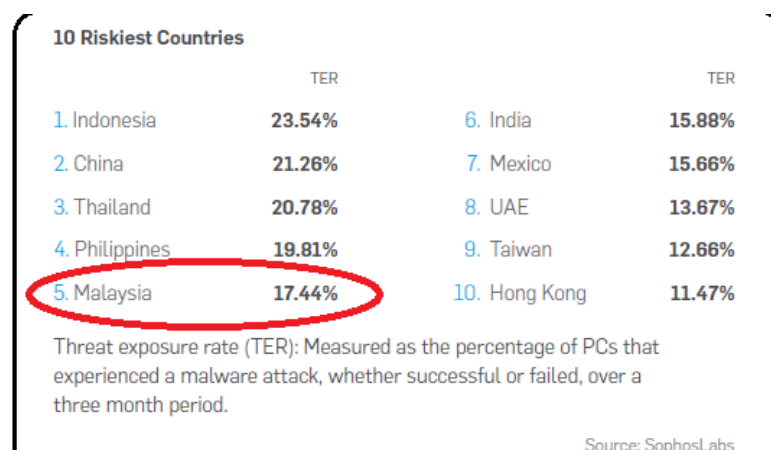 10 Riskiest Countries
TER TER
1. Indonesia 23.54% 6. India 15.88%
2. China 21.26% 7. Mexico 15.66%
3. Thailand 20.78% 8. UAE 13.67%
4. Philippines 19.81% 9. Taiwan 12.66%
5. Malaysia 17.44% 10. Hong Kong 11.47%
Threat exposure rate (TER): Measured as the percentage of PCs that
experienced a malware attack, whether successful or failed, over a
three month period.
Source: SophosLabs